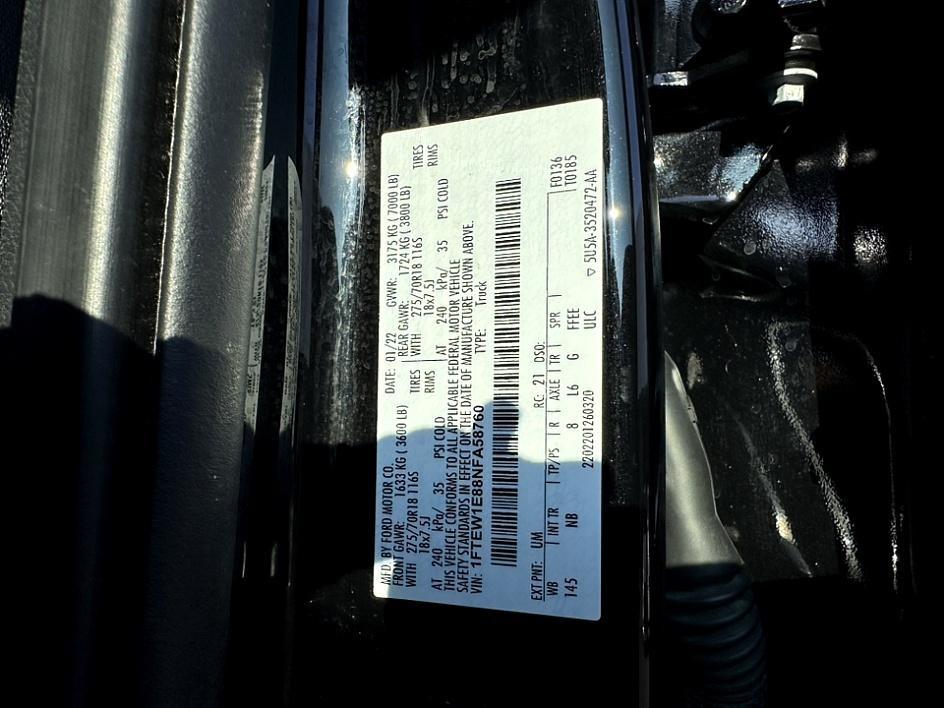 MFD. BY FORD MOTOR CO.
DATE: 01/22 GVWR: 3175 KG (7000 LB)
FRONT GAWR: 1633 KG (3600 LB)
REAR GAWR: 1724 KG (3800 LB)
WITH 275/70R18 116S TIRES
WITH 275/70R18 116S TIRES
18x7.5J RIMS
18x7.5J RIMS
AT 240 kPa/ 35 PSI COLD
AT 240 kPa/ 35 PSI COLD
THIS VEHICLE CONFORMS TO ALL APPLICABLE FEDERAL MOTOR VEHICLE
SAFETY STANDARDS IN EFFECT ON THE DATE OF MANUFACTURE SHOWN ABOVE.
VIN: 1FTEW1E88NFA58760 TYPE: Truck
F0136
T0185
EXT PNT: UM RC: 21 DSO:
WB INT TR TP/PS R AXLE TR SPR
145 NB 8 L6 G FFEE
2202201260320 ULC
▽ 5U5A-3520472-AA